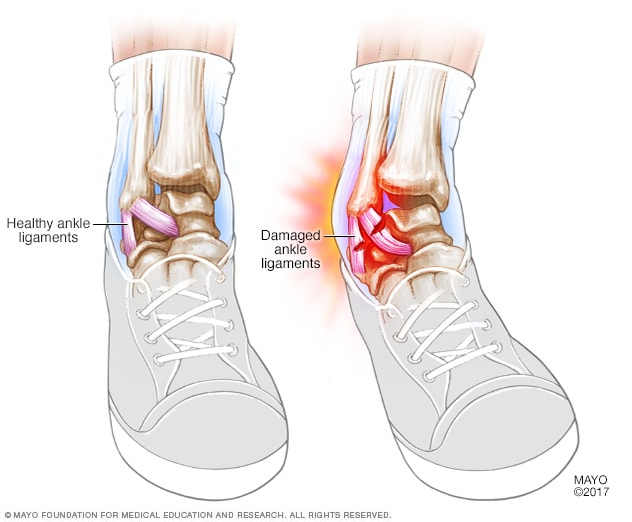 Healthy ankle
ligaments
Damaged
ankle
ligaments
MAYO
©2017
© MAYO FOUNDATION FOR MEDICAL EDUCATION AND RESEARCH. ALL RIGHTS RESERVED.